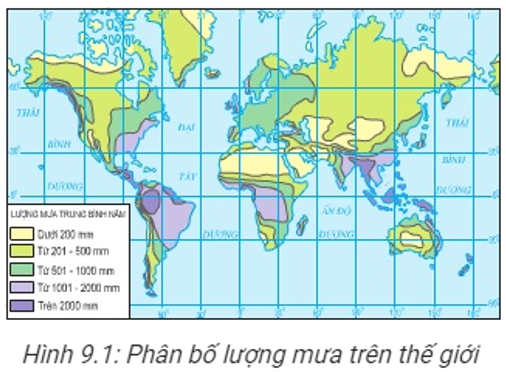 THÁI
BÌNH
DƯƠNG
ĐẠI
TÂY
DƯƠNG
ẤN ĐỘ
DƯƠNG
THÁI
BÌNH
DƯƠNG
LƯỢNG MƯA TRUNG BÌNH NĂM
Dưới 200 mm
Từ 201 - 500 mm
Từ 501 - 1000 mm
Từ 1001 - 2000 mm
Trên 2000 mm
Hình 9.1: Phân bố lượng mưa trên thế giới